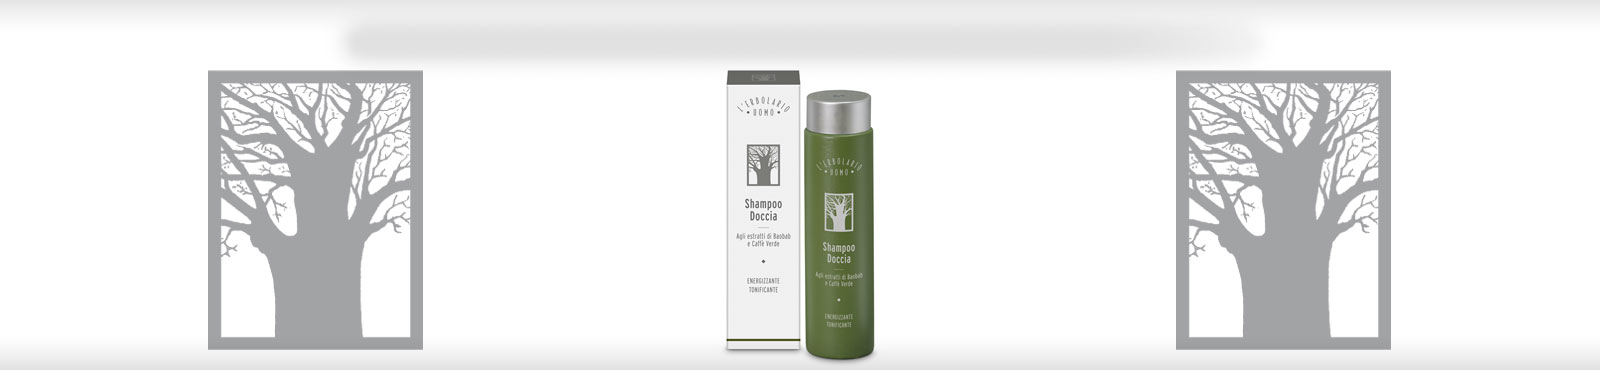 L'ERBOLARIO
UOMO
Shampoo
Doccia
Agli estratti di Baobab
e Caffè Verde
ENERGIZZANTE
TONIFICANTE
L'ERBOLARIO
UOMO
Shampoo
Doccia
Agli estratti di Baobab
e Caffè Verde
ENERGIZZANTE
TONIFICANTE